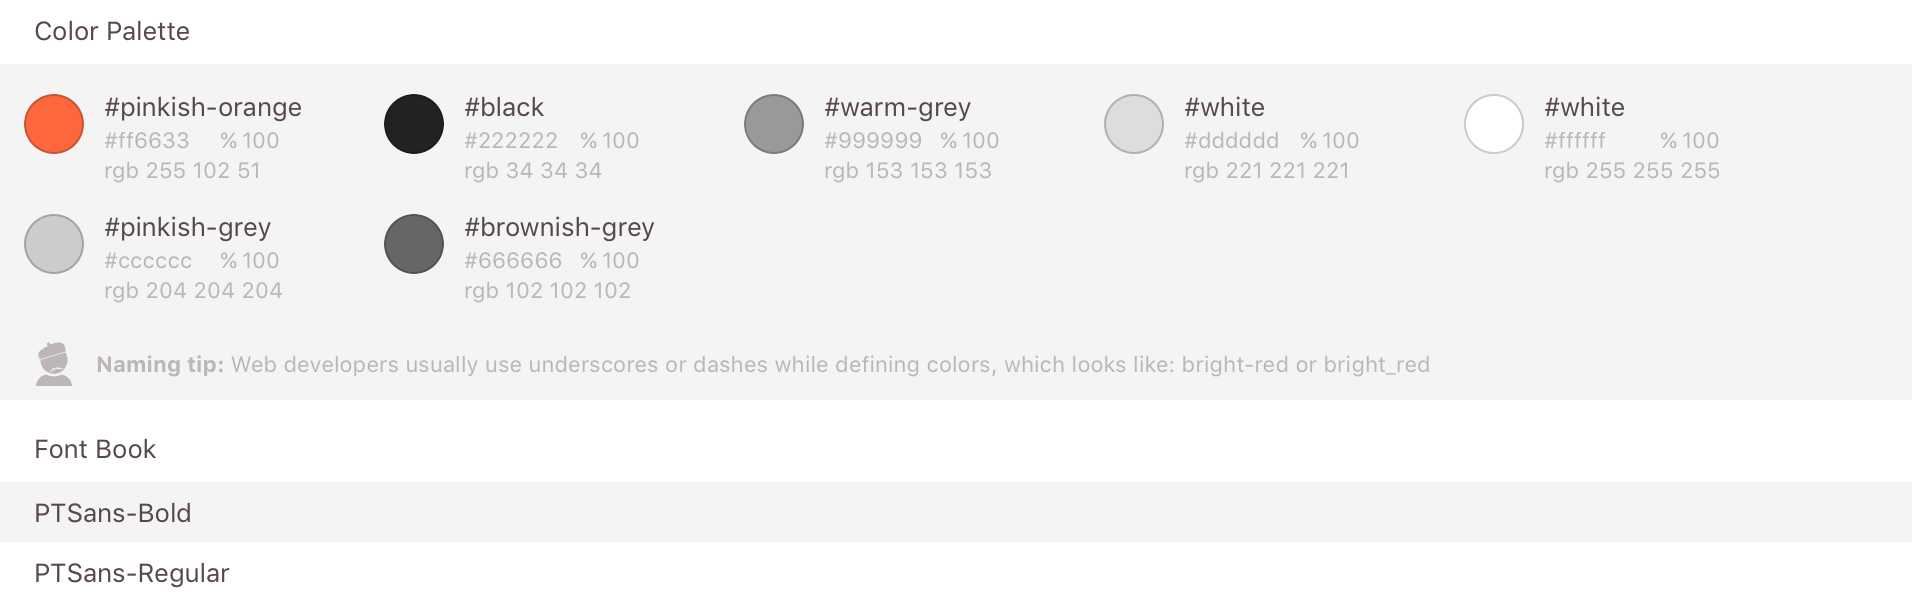 Color Palette
#pinkish-orange
#ff6633 % 100
rgb 255 102 51
#black
#222222 % 100
rgb 34 34 34
#warm-grey
#999999 % 100
rgb 153 153 153
#white
#dddddd % 100
rgb 221 221 221
#white
#ffffff % 100
rgb 255 255 255
#pinkish-grey
#cccccc % 100
rgb 204 204 204
#brownish-grey
#666666 % 100
rgb 102 102 102
Naming tip: Web developers usually use underscores or dashes while defining colors, which looks like: bright-red or bright_red
Font Book
PTSans-Bold
PTSans-Regular